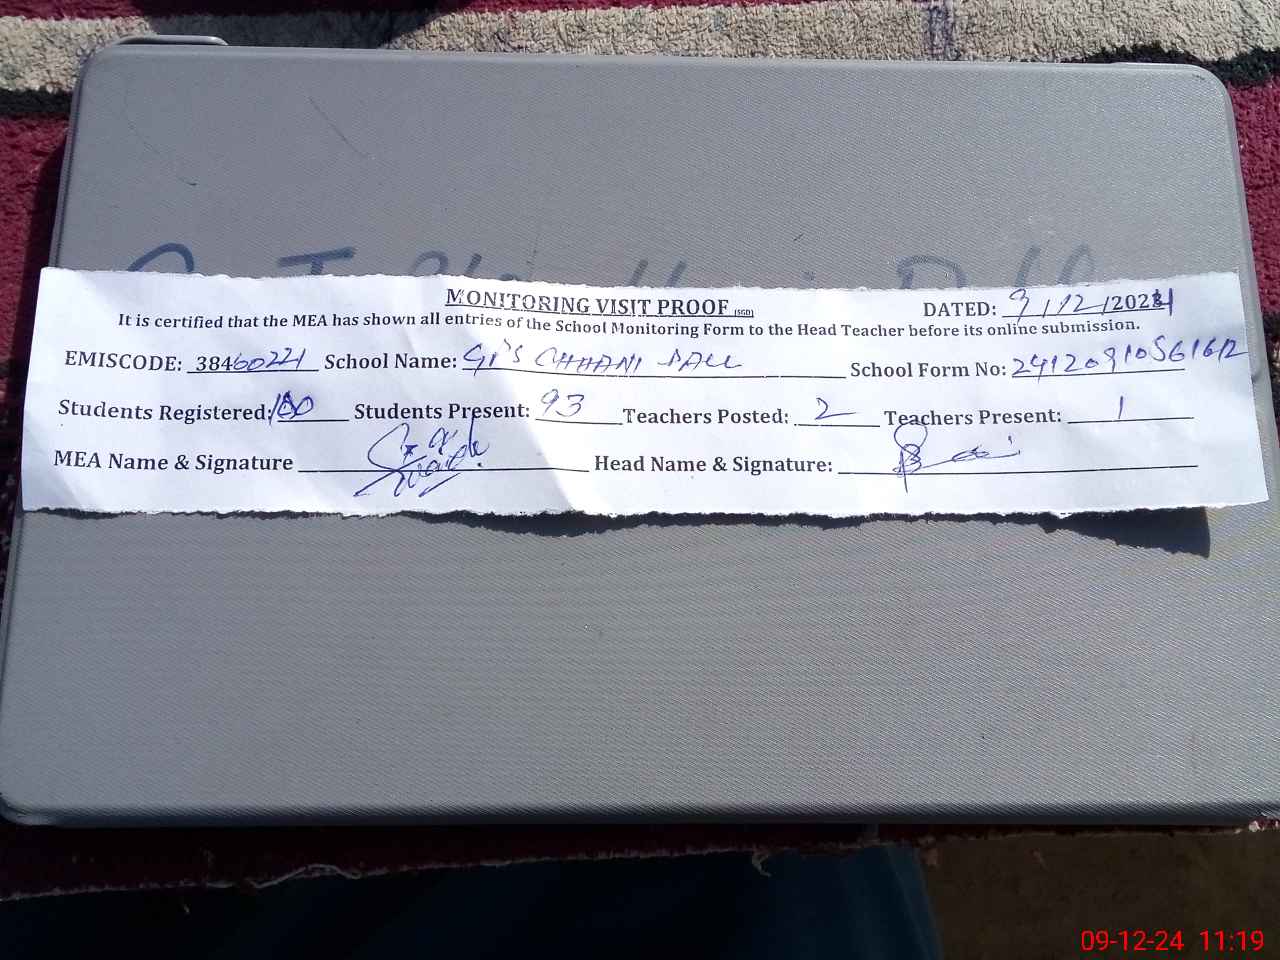 MONITORING VISIT PROOF (SGD) DATED: 9/12/2024
It is certified that the MEA has shown all entries of the School Monitoring Form to the Head Teacher before its online submission.
EMISCODE: 38460221 School Name: GPS CHAANI PALL School Form No: 24120910561612
Students Registered: 100 Students Present: 93 Teachers Posted: 2 Teachers Present: 1
MEA Name & Signature Head Name & Signature:
09-12-24 11:19